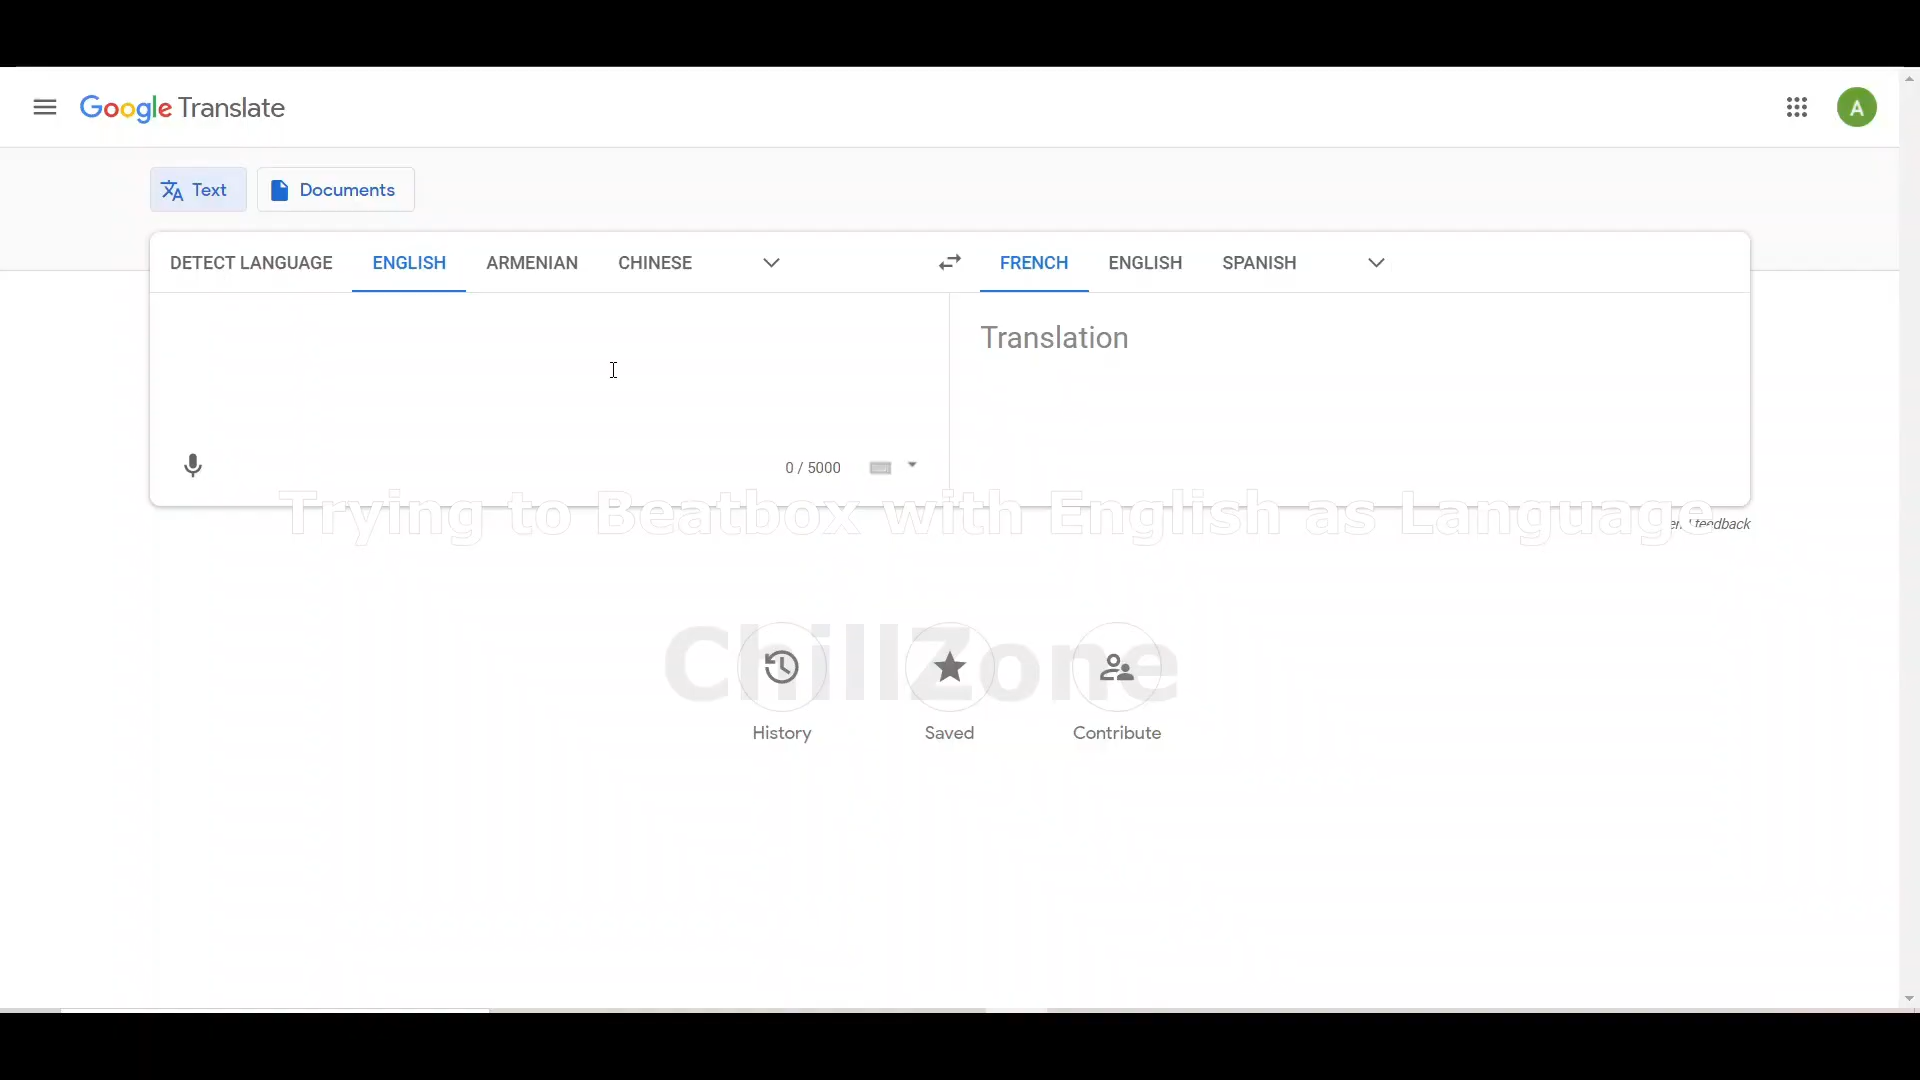 Google Translate
A
Text
Documents
DETECT LANGUAGE ENGLISH ARMENIAN CHINESE
FRENCH ENGLISH SPANISH
Translation
0 / 5000
Trying to Beatbox with English as Language
feedback
ChillZone
History Saved Contribute